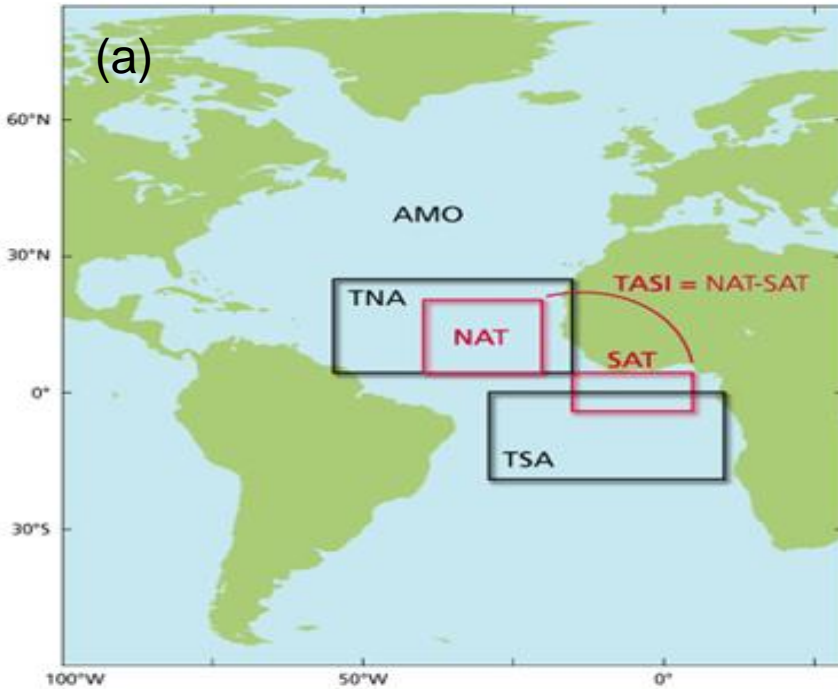 (a)
60°N
AMO
30°N
TASI = NAT-SAT
TNA
NAT
SAT
0°
TSA
30°S
100°W
50°W
0°